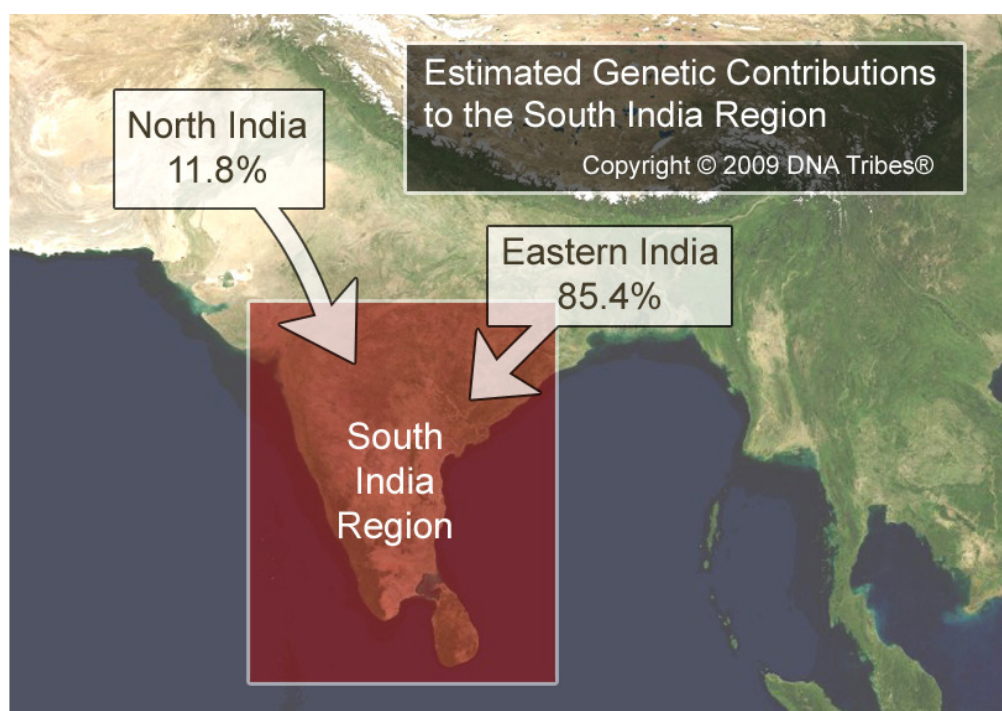 Estimated Genetic Contributions
to the South India Region
Copyright © 2009 DNA Tribes®
North India
11.8%
Eastern India
85.4%
South
India
Region